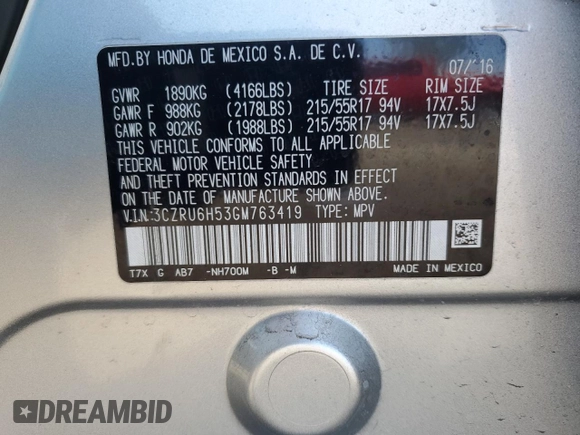 MFD.BY HONDA DE MEXICO S.A. DE C.V.
07/'16
GVWR 1890KG (4166LBS) TIRE SIZE RIM SIZE
GAWR F 988KG (2178LBS) 215/55R17 94V 17X7.5J
GAWR R 902KG (1988LBS) 215/55R17 94V 17X7.5J
THIS VEHICLE CONFORMS TO ALL APPLICABLE
FEDERAL MOTOR VEHICLE SAFETY
AND THEFT PREVENTION STANDARDS IN EFFECT
ON THE DATE OF MANUFACTURE SHOWN ABOVE.
V.I.N:3CZRU6H53GM763419 TYPE: MPV
T7X G AB7 -NH700M -B -M MADE IN MEXICO
DREAMBID